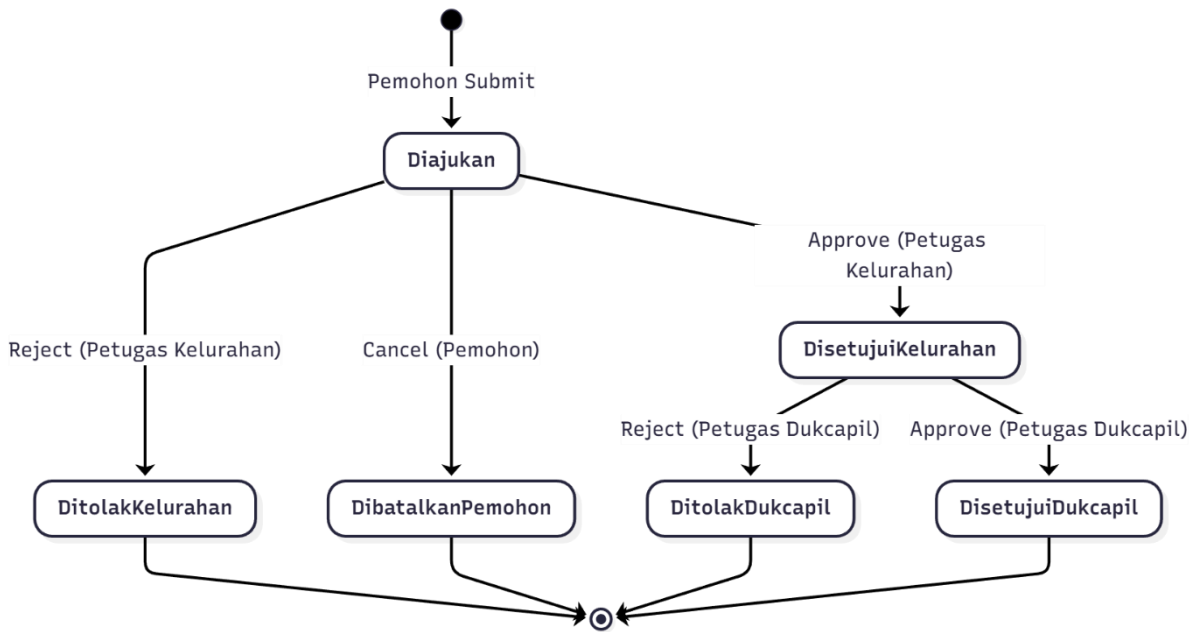 Pemohon Submit
Diajukan
Approve (Petugas
Kelurahan)
Reject (Petugas Kelurahan)
Cancel (Pemohon)
DisetujuiKelurahan
Reject (Petugas Dukcapil)
Approve (Petugas Dukcapil)
DitolakKelurahan
DibatalkanPemohon
DitolakDukcapil
DisetujuiDukcapil